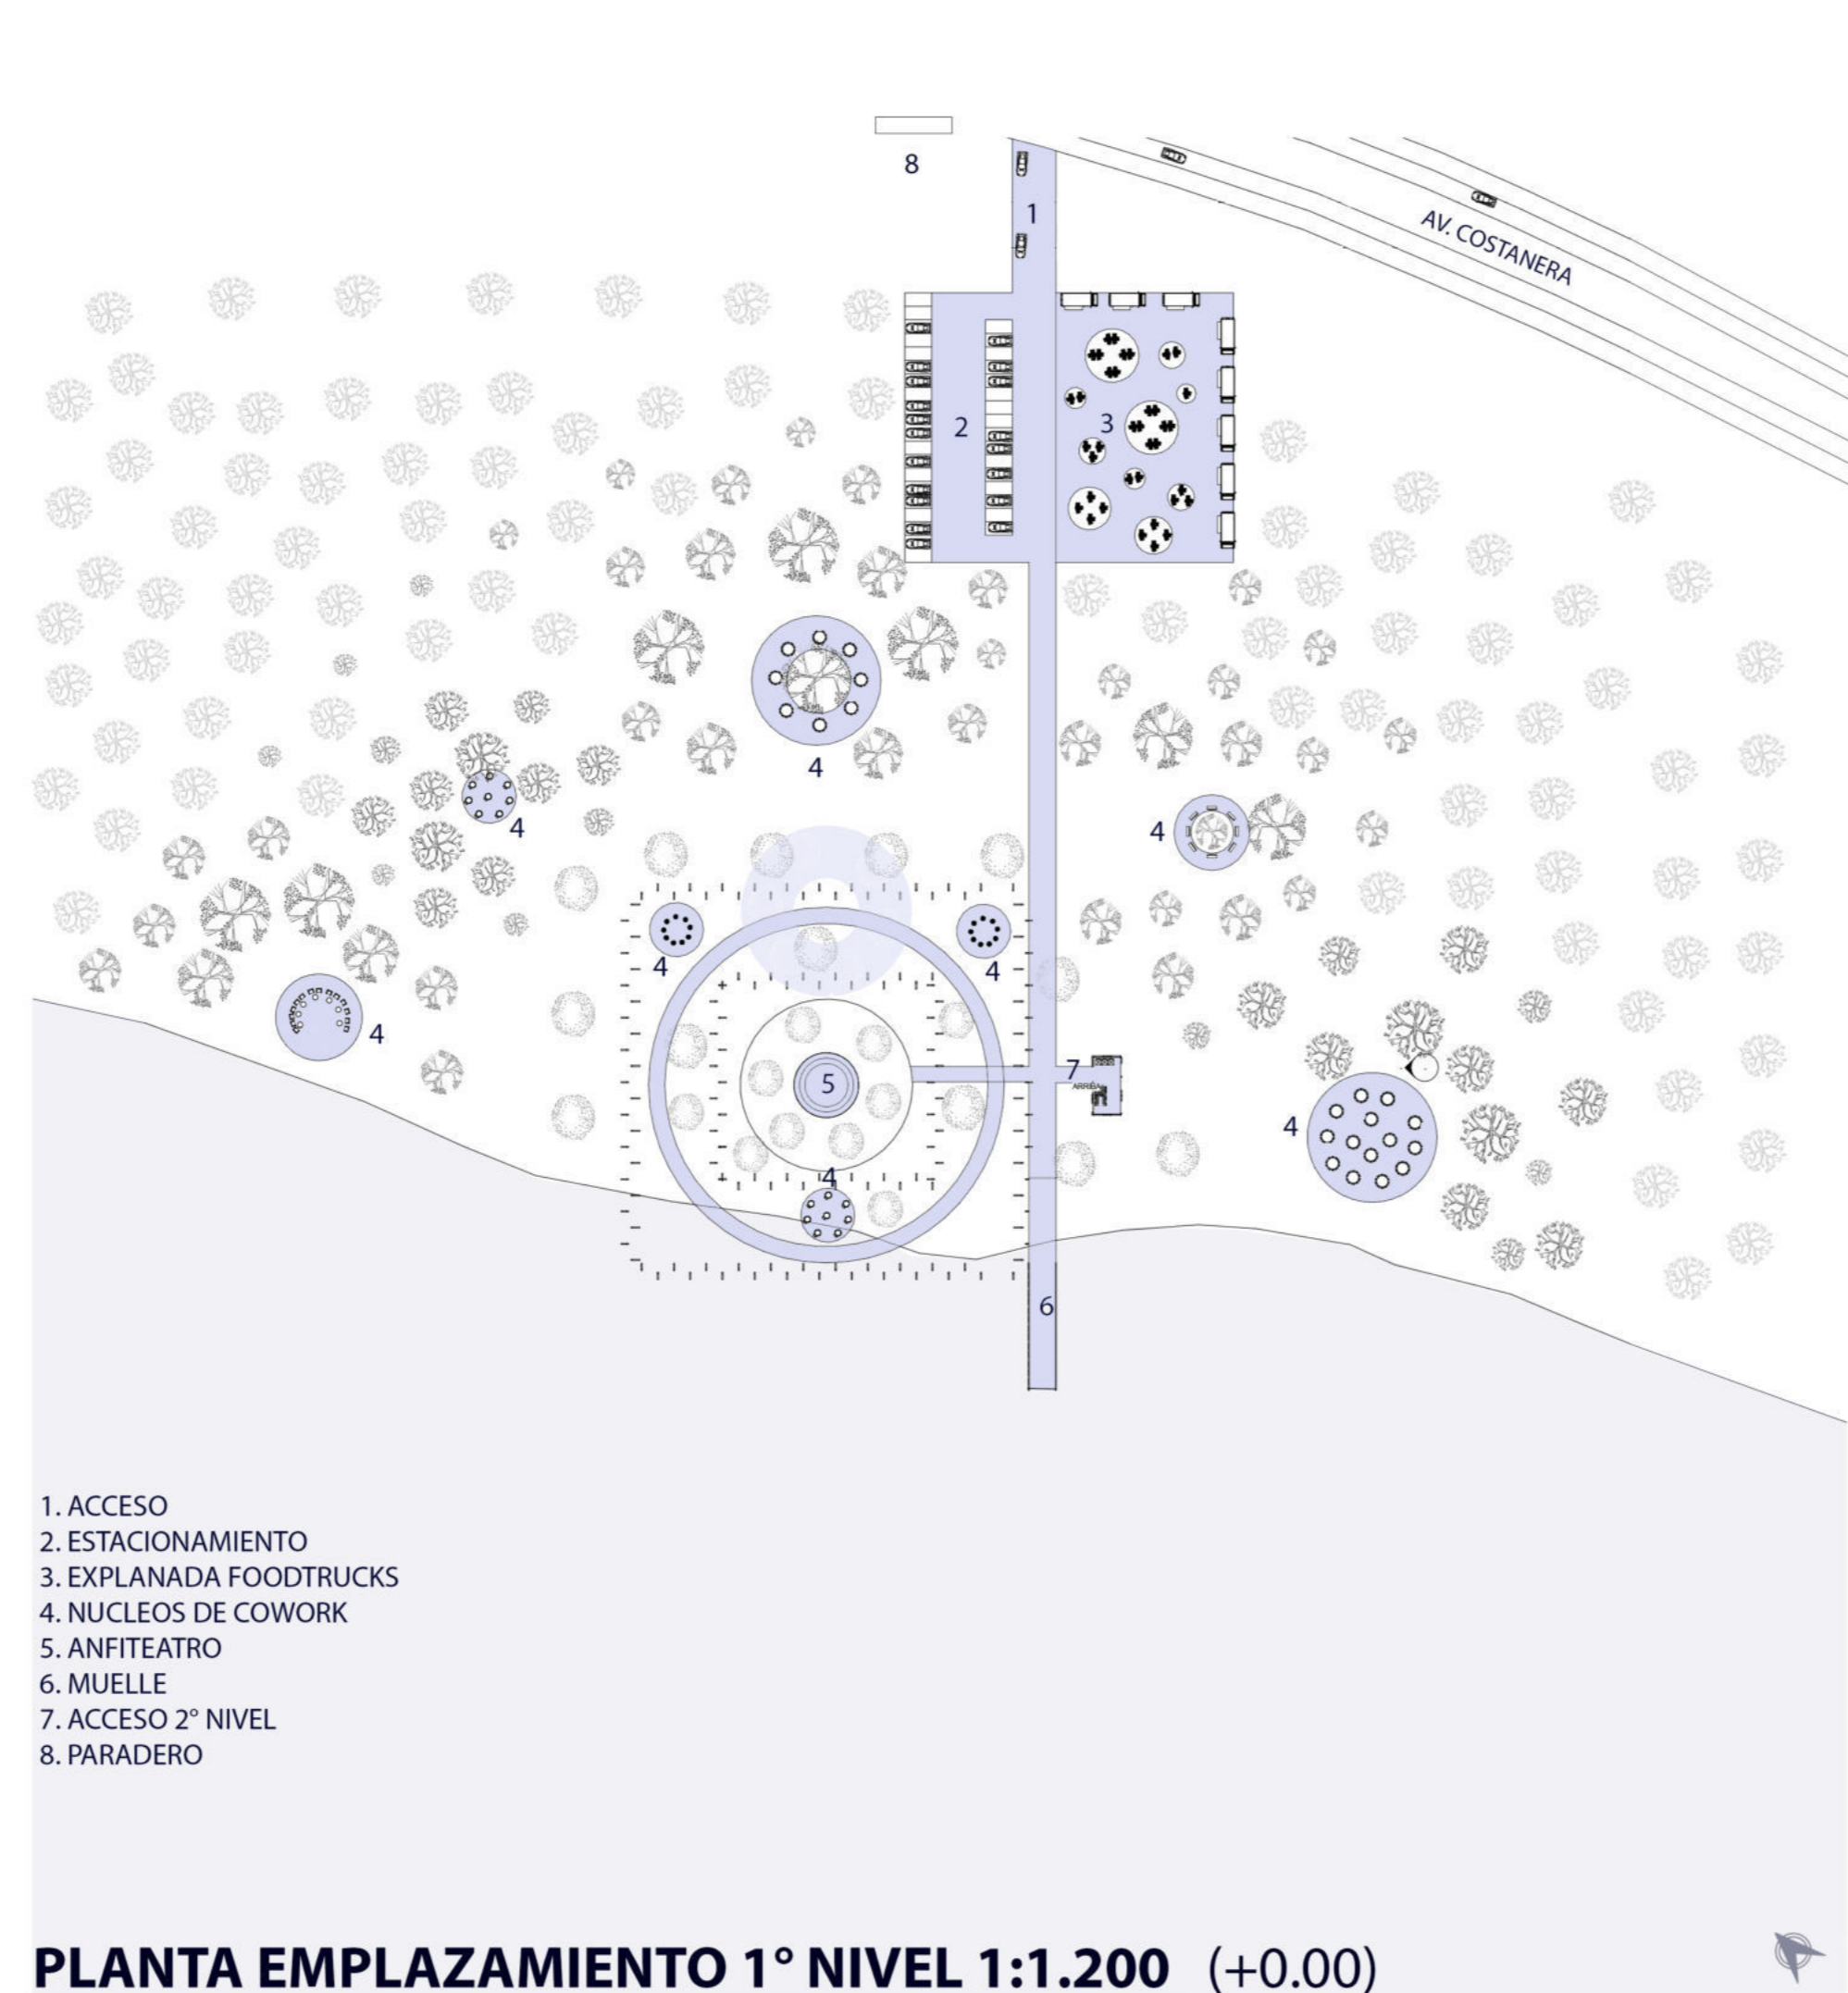 8
1
AV. COSTANERA
2
3
4
4
4
4
4
4
7
ARRIBA
5
4
4
6
1. ACCESO
2. ESTACIONAMIENTO
3. EXPLANADA FOODTRUCKS
4. NUCLEOS DE COWORK
5. ANFITEATRO
6. MUELLE
7. ACCESO 2° NIVEL
8. PARADERO
PLANTA EMPLAZAMIENTO 1° NIVEL 1:1.200 (+0.00)